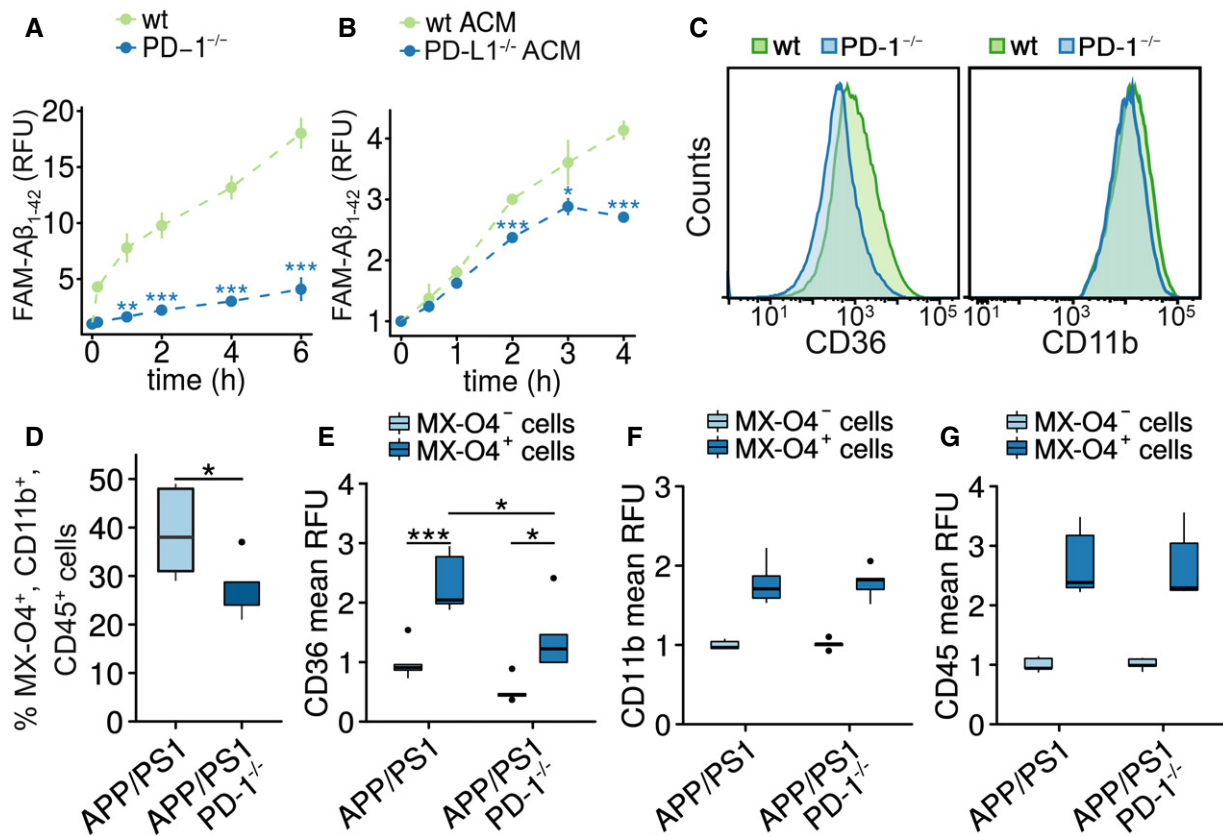 A
wt
PD–1⁻/⁻
FAM-Aβ₁₋₄₂ (RFU)
20
15
10
5
**
***
***
***
0
2
4
6
time (h)
B
wt ACM
PD-L1⁻/⁻ ACM
FAM-Aβ₁₋₄₂ (RFU)
4
3
2
1
***
*
***
0
1
2
3
4
time (h)
C
wt
PD-1⁻/⁻
wt
PD-1⁻/⁻
Counts
10¹
10³
10⁵
CD36
10¹
10³
10⁵
CD11b
D
% MX-O4⁺, CD11b⁺,
CD45⁺ cells
50
40
30
20
10
0
*
APP/PS1
APP/PS1
PD-1⁻/⁻
E
MX-O4⁻ cells
MX-O4⁺ cells
CD36 mean RFU
4
3
2
1
0
***
*
*
APP/PS1
APP/PS1
PD-1⁻/⁻
F
MX-O4⁻ cells
MX-O4⁺ cells
CD11b mean RFU
3
2
1
0
APP/PS1
APP/PS1
PD-1⁻/⁻
G
MX-O4⁻ cells
MX-O4⁺ cells
CD45 mean RFU
4
3
2
1
0
APP/PS1
APP/PS1
PD-1⁻/⁻